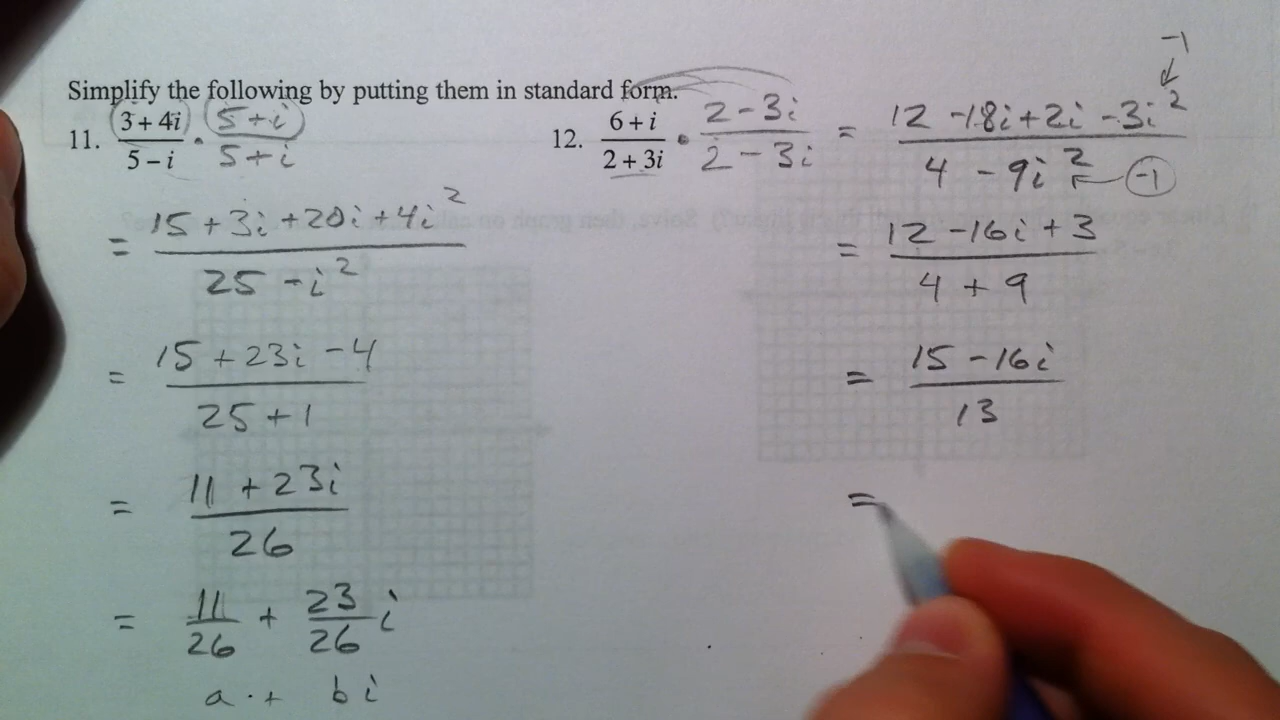 Simplify the following by putting them in standard form.
11. (3 + 4i)/(5 – i) • (5 + i)/(5 + i)
= (15 + 3i + 20i + 4i²)/(25 - i²)
= (15 + 23i - 4)/(25 + 1)
= (11 + 23i)/26
= 11/26 + 23/26 i
a + bi
12. (6 + i)/(2 + 3i) • (2 - 3i)/(2 - 3i) = (12 - 18i + 2i - 3i²)/(4 - 9i²)
-1
-1
= (12 - 16i + 3)/(4 + 9)
= (15 - 16i)/13
=